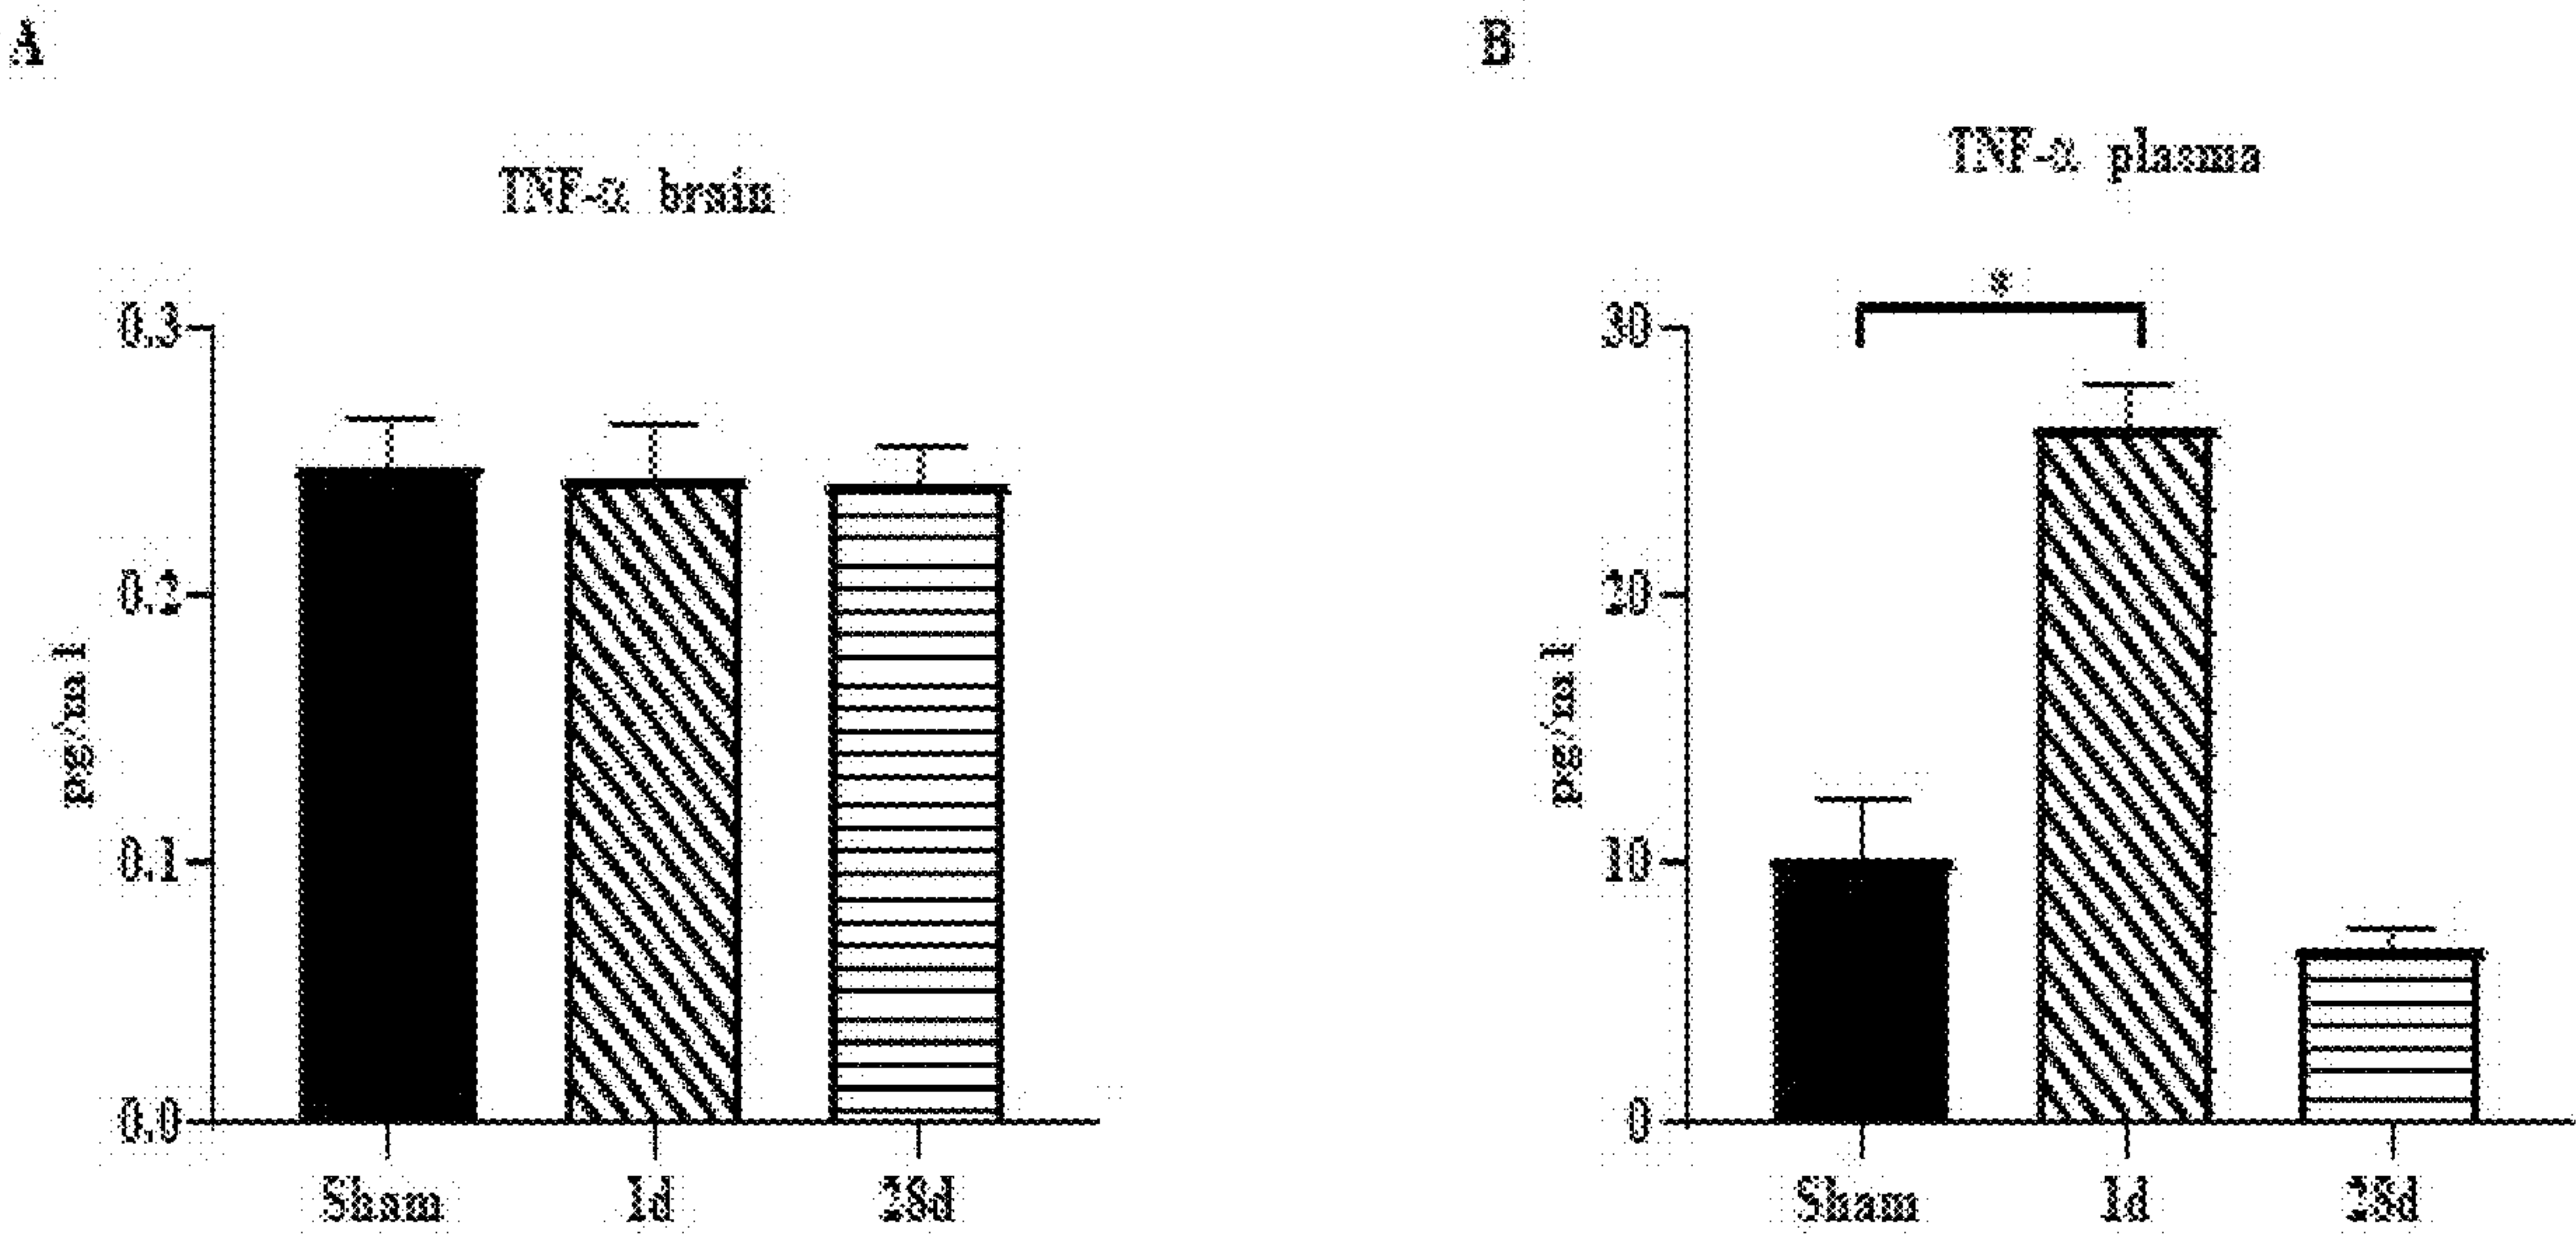 A
TNF-α brain
0.3
0.2
0.1
0.0
pg/ml
Sham 1d 28d
B
TNF-α plasma
*
30
20
10
0
pg/ml
Sham 1d 28d